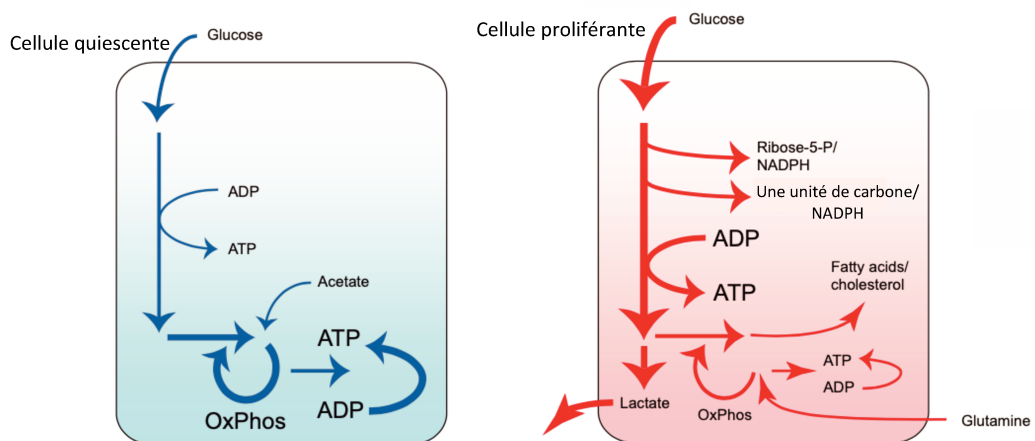 Cellule quiescente
Glucose
ADP
ATP
Acetate
ATP
OxPhos
ADP
Cellule proliférante
Glucose
Ribose-5-P/
NADPH
Une unité de carbone/
NADPH
ADP
ATP
Fatty acids/
cholesterol
ATP
ADP
Lactate
OxPhos
Glutamine